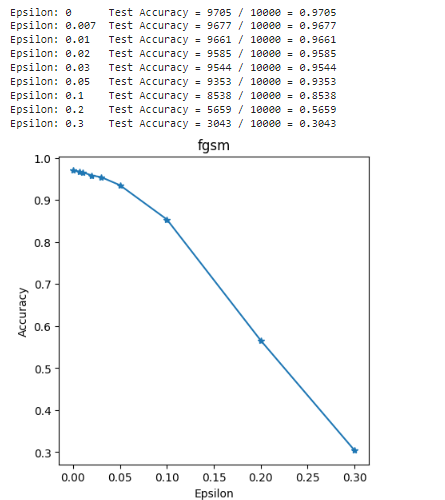 Epsilon: 0 Test Accuracy = 9705 / 10000 = 0.9705
Epsilon: 0.007 Test Accuracy = 9677 / 10000 = 0.9677
Epsilon: 0.01 Test Accuracy = 9661 / 10000 = 0.9661
Epsilon: 0.02 Test Accuracy = 9585 / 10000 = 0.9585
Epsilon: 0.03 Test Accuracy = 9544 / 10000 = 0.9544
Epsilon: 0.05 Test Accuracy = 9353 / 10000 = 0.9353
Epsilon: 0.1 Test Accuracy = 8538 / 10000 = 0.8538
Epsilon: 0.2 Test Accuracy = 5659 / 10000 = 0.5659
Epsilon: 0.3 Test Accuracy = 3043 / 10000 = 0.3043
fgsm
1.0
0.9
0.8
0.7
0.6
0.5
0.4
0.3
Accuracy
0.00 0.05 0.10 0.15 0.20 0.25 0.30
Epsilon